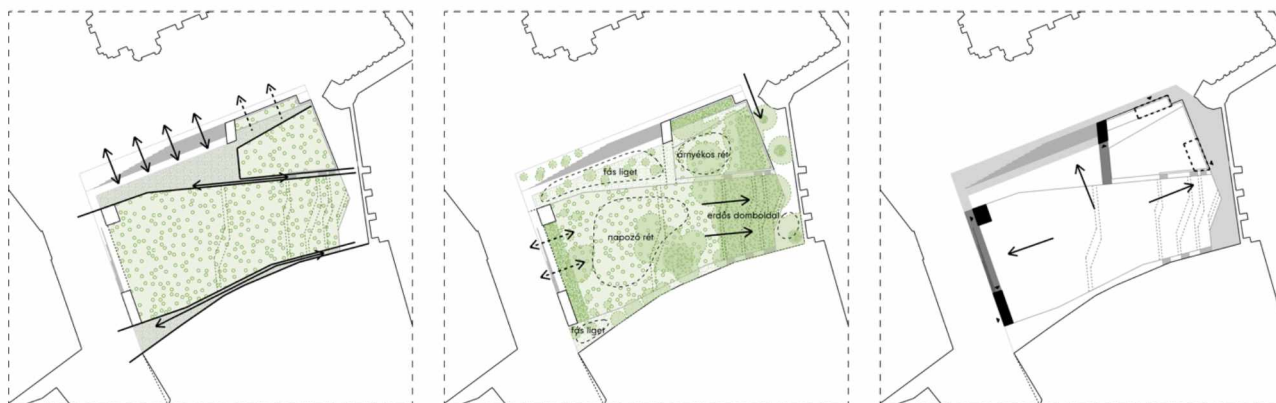 árnyékos rét
fás liget
erdős domboldal
napozó rét
fás liget